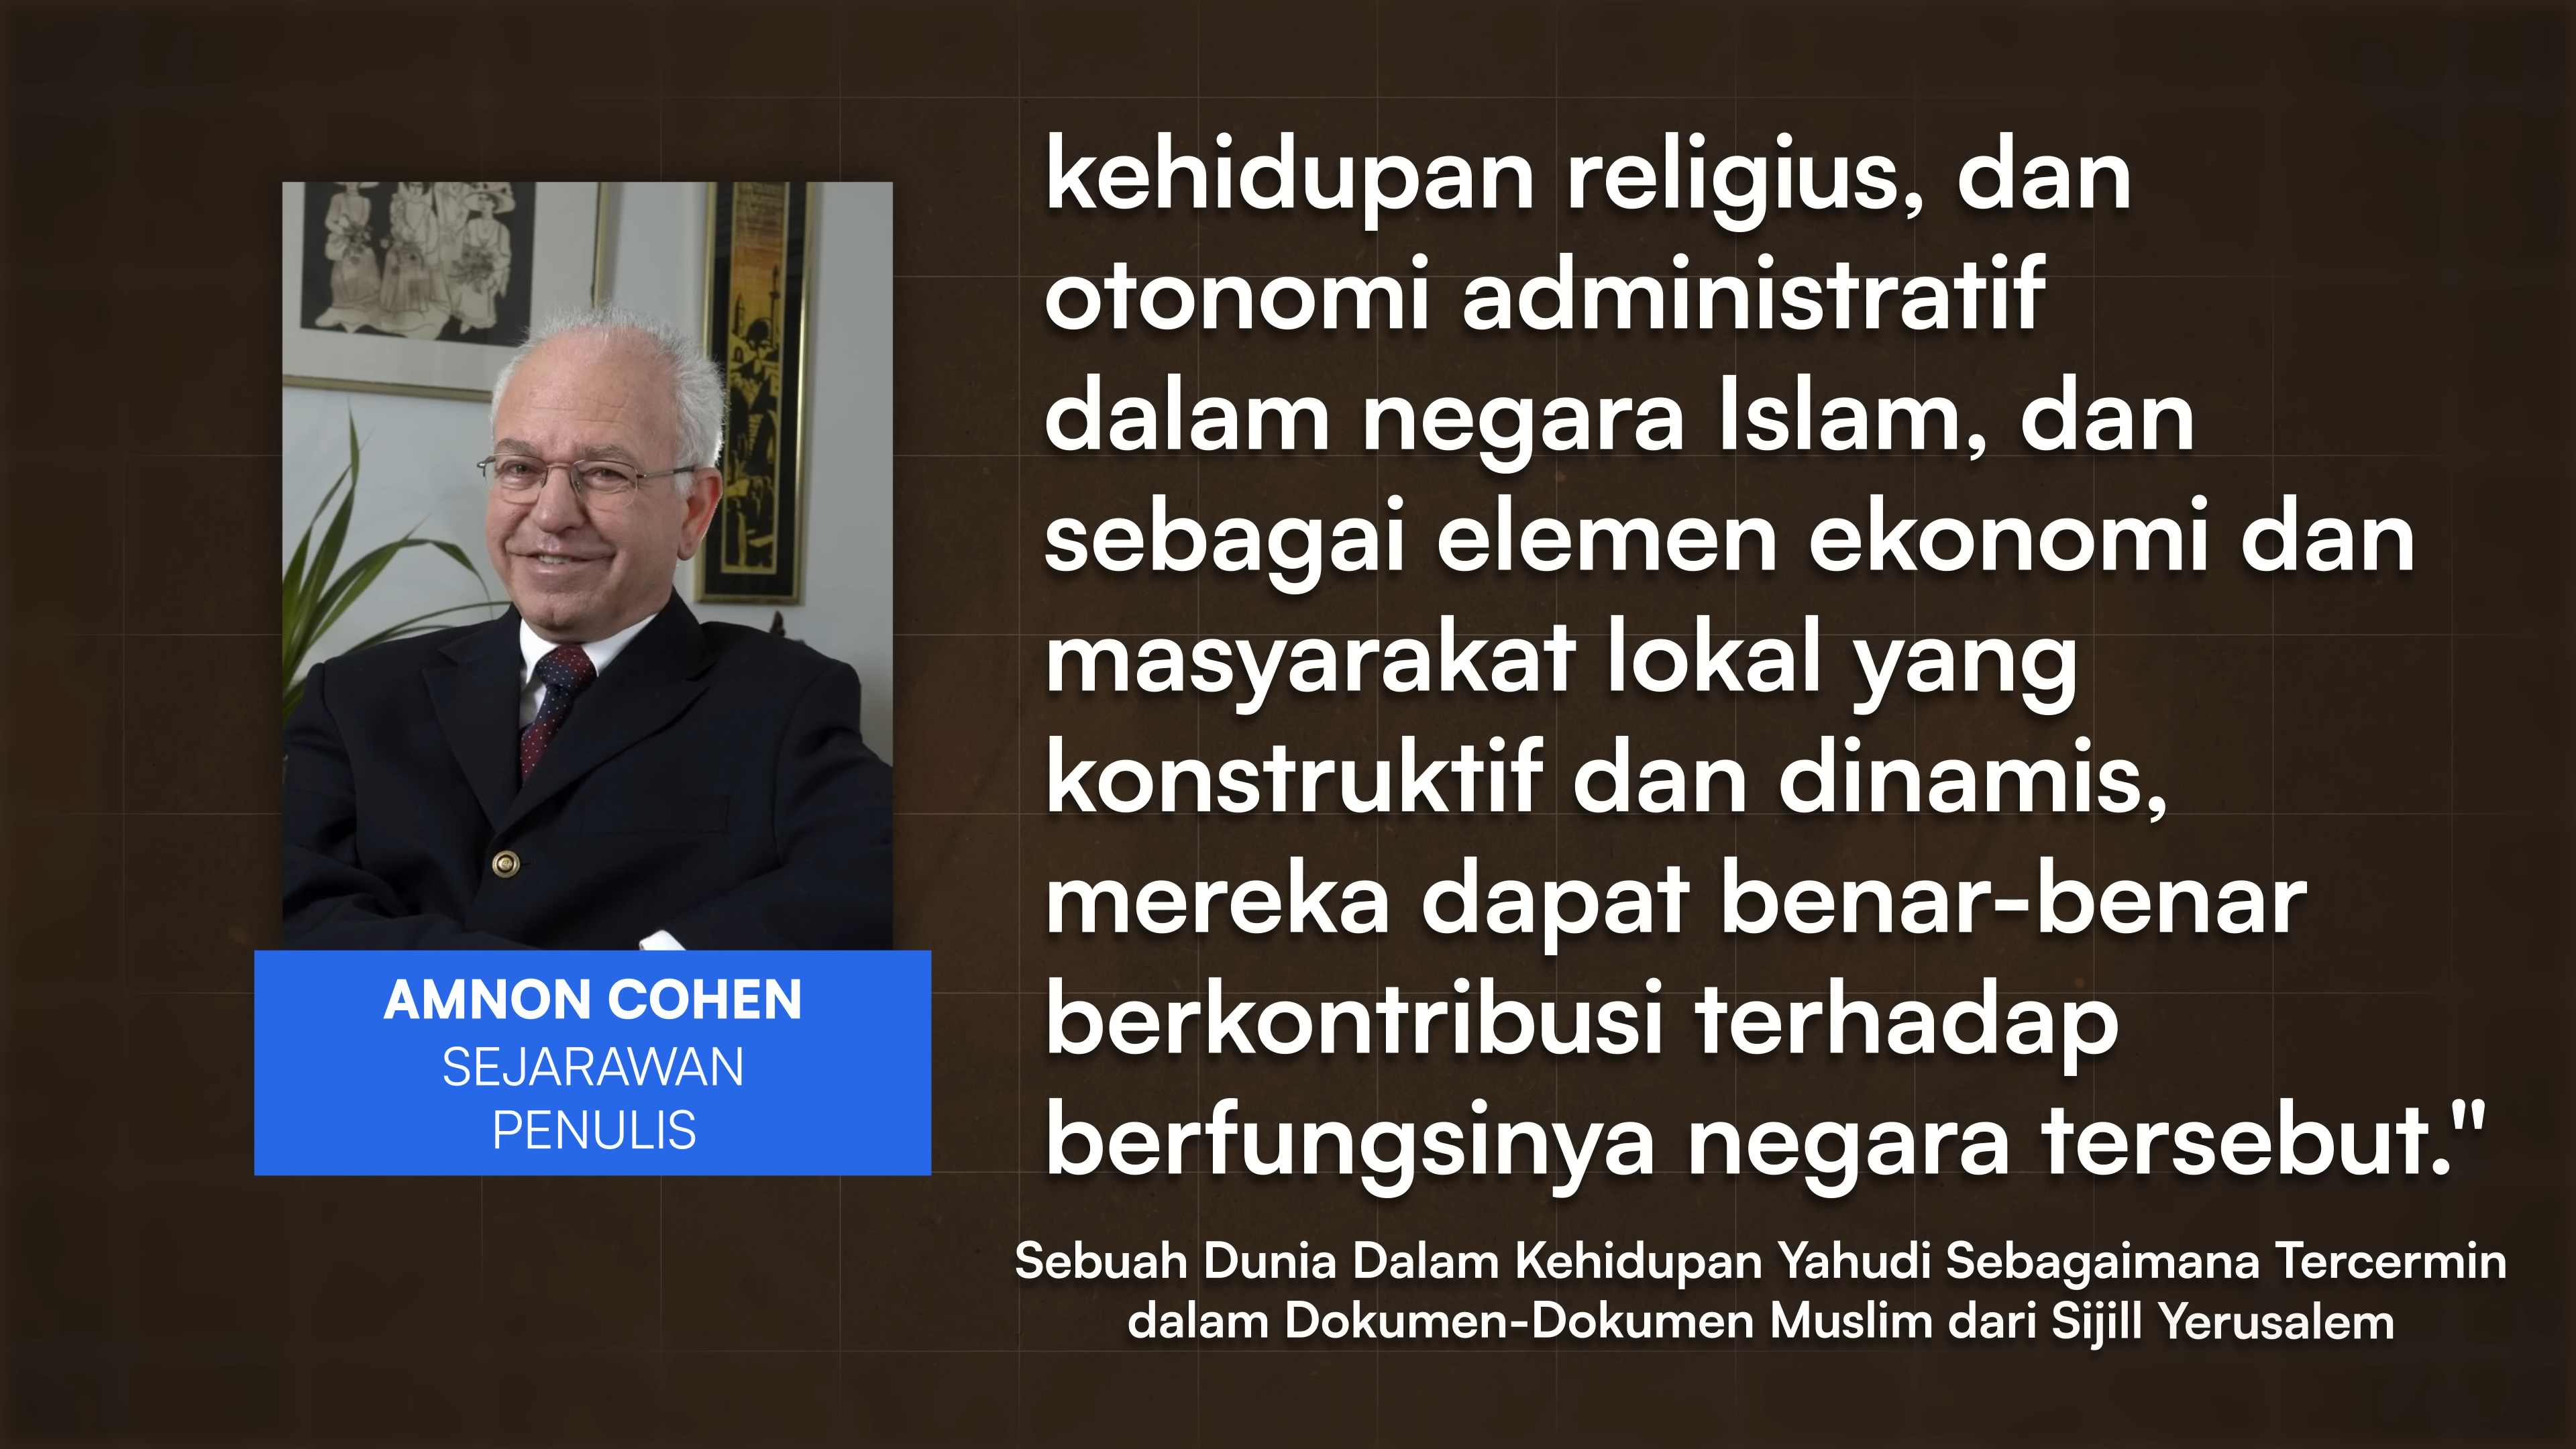 kehidupan religius, dan
otonomi administratif
dalam negara Islam, dan
sebagai elemen ekonomi dan
masyarakat lokal yang
konstruktif dan dinamis,
mereka dapat benar-benar
berkontribusi terhadap
berfungsinya negara tersebut."
Sebuah Dunia Dalam Kehidupan Yahudi Sebagaimana Tercermin
dalam Dokumen-Dokumen Muslim dari Sijill Yerusalem
AMNON COHEN
SEJARAWAN
PENULIS